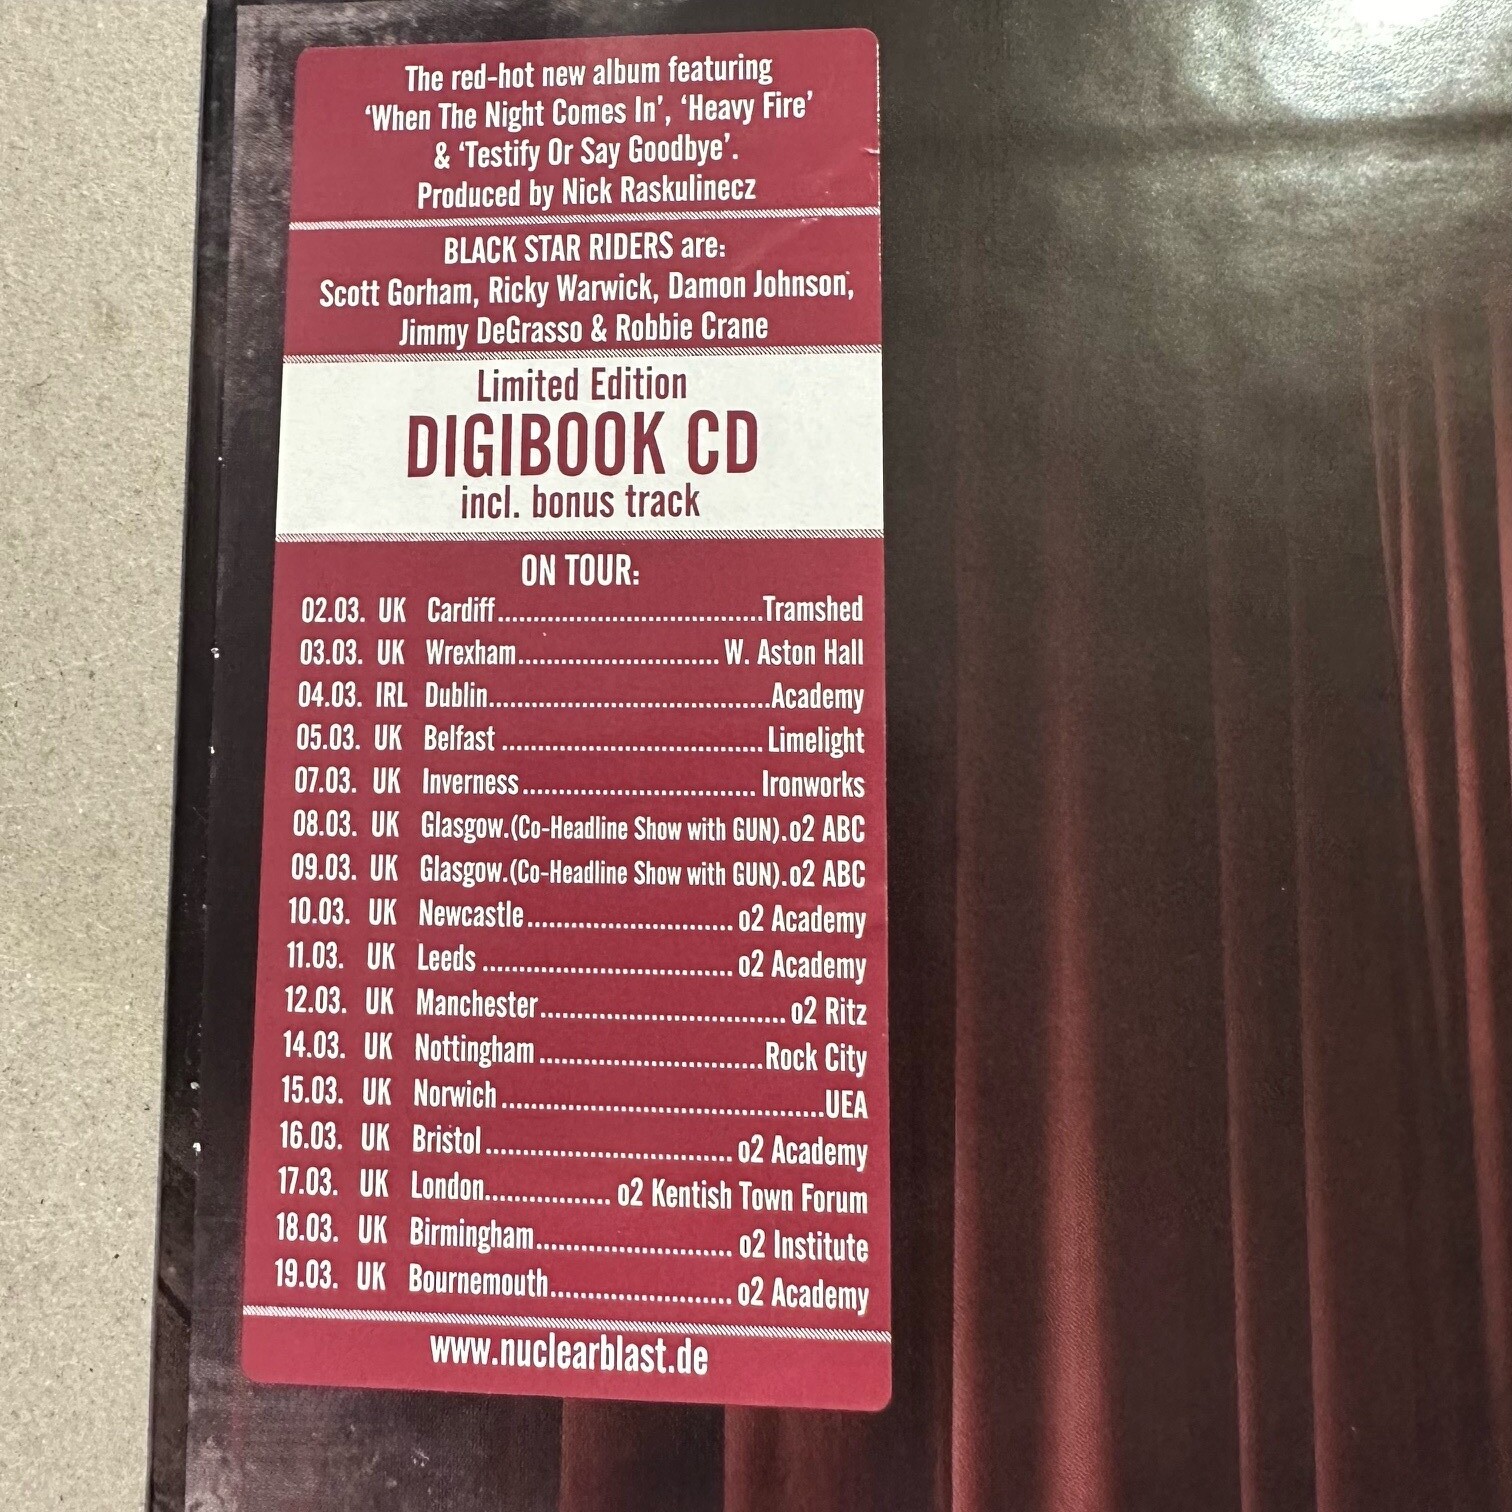 The red-hot new album featuring
‘When The Night Comes In’, ‘Heavy Fire’
& ‘Testify Or Say Goodbye’.
Produced by Nick Raskulinecz
BLACK STAR RIDERS are:
Scott Gorham, Ricky Warwick, Damon Johnson,
Jimmy DeGrasso & Robbie Crane
Limited Edition
DIGIBOOK CD
incl. bonus track
ON TOUR:
02.03. UK Cardiff......................................Tramshed
03.03. UK Wrexham............................. W. Aston Hall
04.03. IRL Dublin........................................Academy
05.03. UK Belfast ..................................... Limelight
07.03. UK Inverness.................................. Ironworks
08.03. UK Glasgow.(Co-Headline Show with GUN).o2 ABC
09.03. UK Glasgow.(Co-Headline Show with GUN).o2 ABC
10.03. UK Newcastle.............................. o2 Academy
11.03. UK Leeds .................................... o2 Academy
12.03. UK Manchester................................... o2 Ritz
14.03. UK Nottingham ................................Rock City
15.03. UK Norwich ..............................................UEA
16.03. UK Bristol ................................... o2 Academy
17.03. UK London.................. o2 Kentish Town Forum
18.03. UK Birmingham............................ o2 Institute
19.03. UK Bournemouth.......................... o2 Academy
www.nuclearblast.de